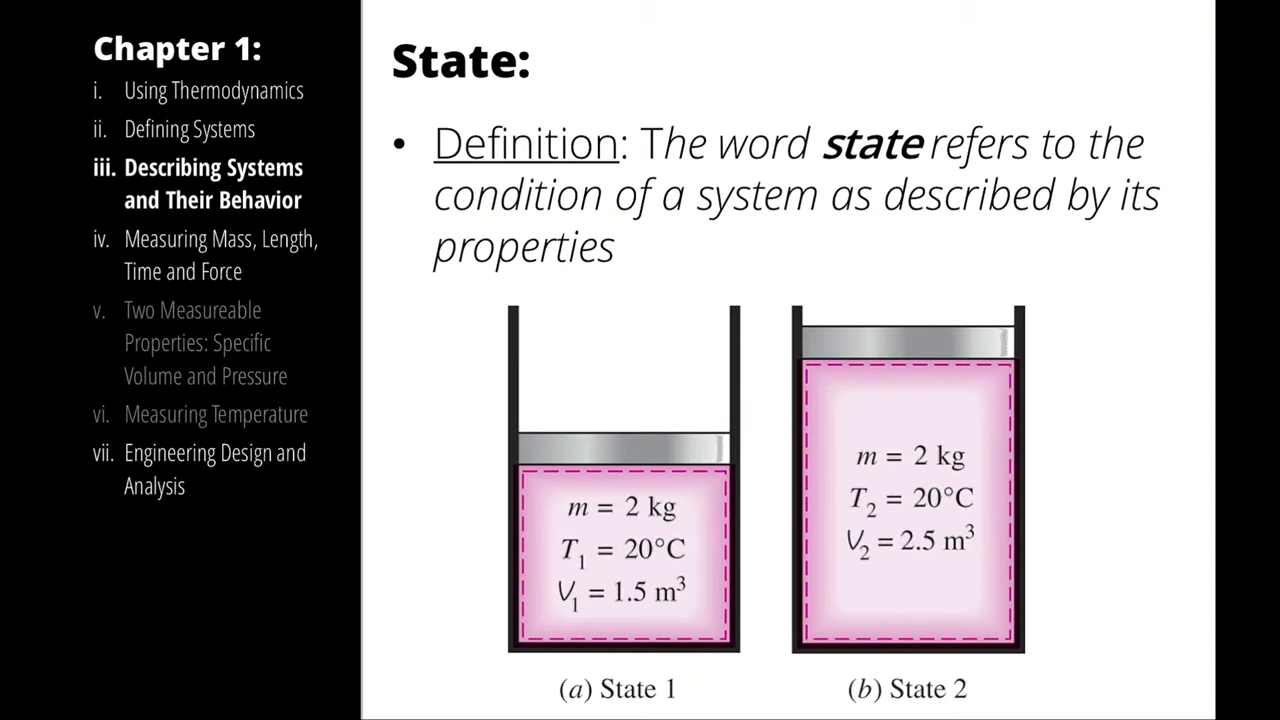 Chapter 1:
i. Using Thermodynamics
ii. Defining Systems
iii. Describing Systems
and Their Behavior
iv. Measuring Mass, Length,
Time and Force
v. Two Measureable
Properties: Specific
Volume and Pressure
vi. Measuring Temperature
vii. Engineering Design and
Analysis
State:
• Definition: The word state refers to the
condition of a system as described by its
properties
m = 2 kg
T₁ = 20°C
V₁ = 1.5 m³
(a) State 1
m = 2 kg
T₂ = 20°C
V₂ = 2.5 m³
(b) State 2